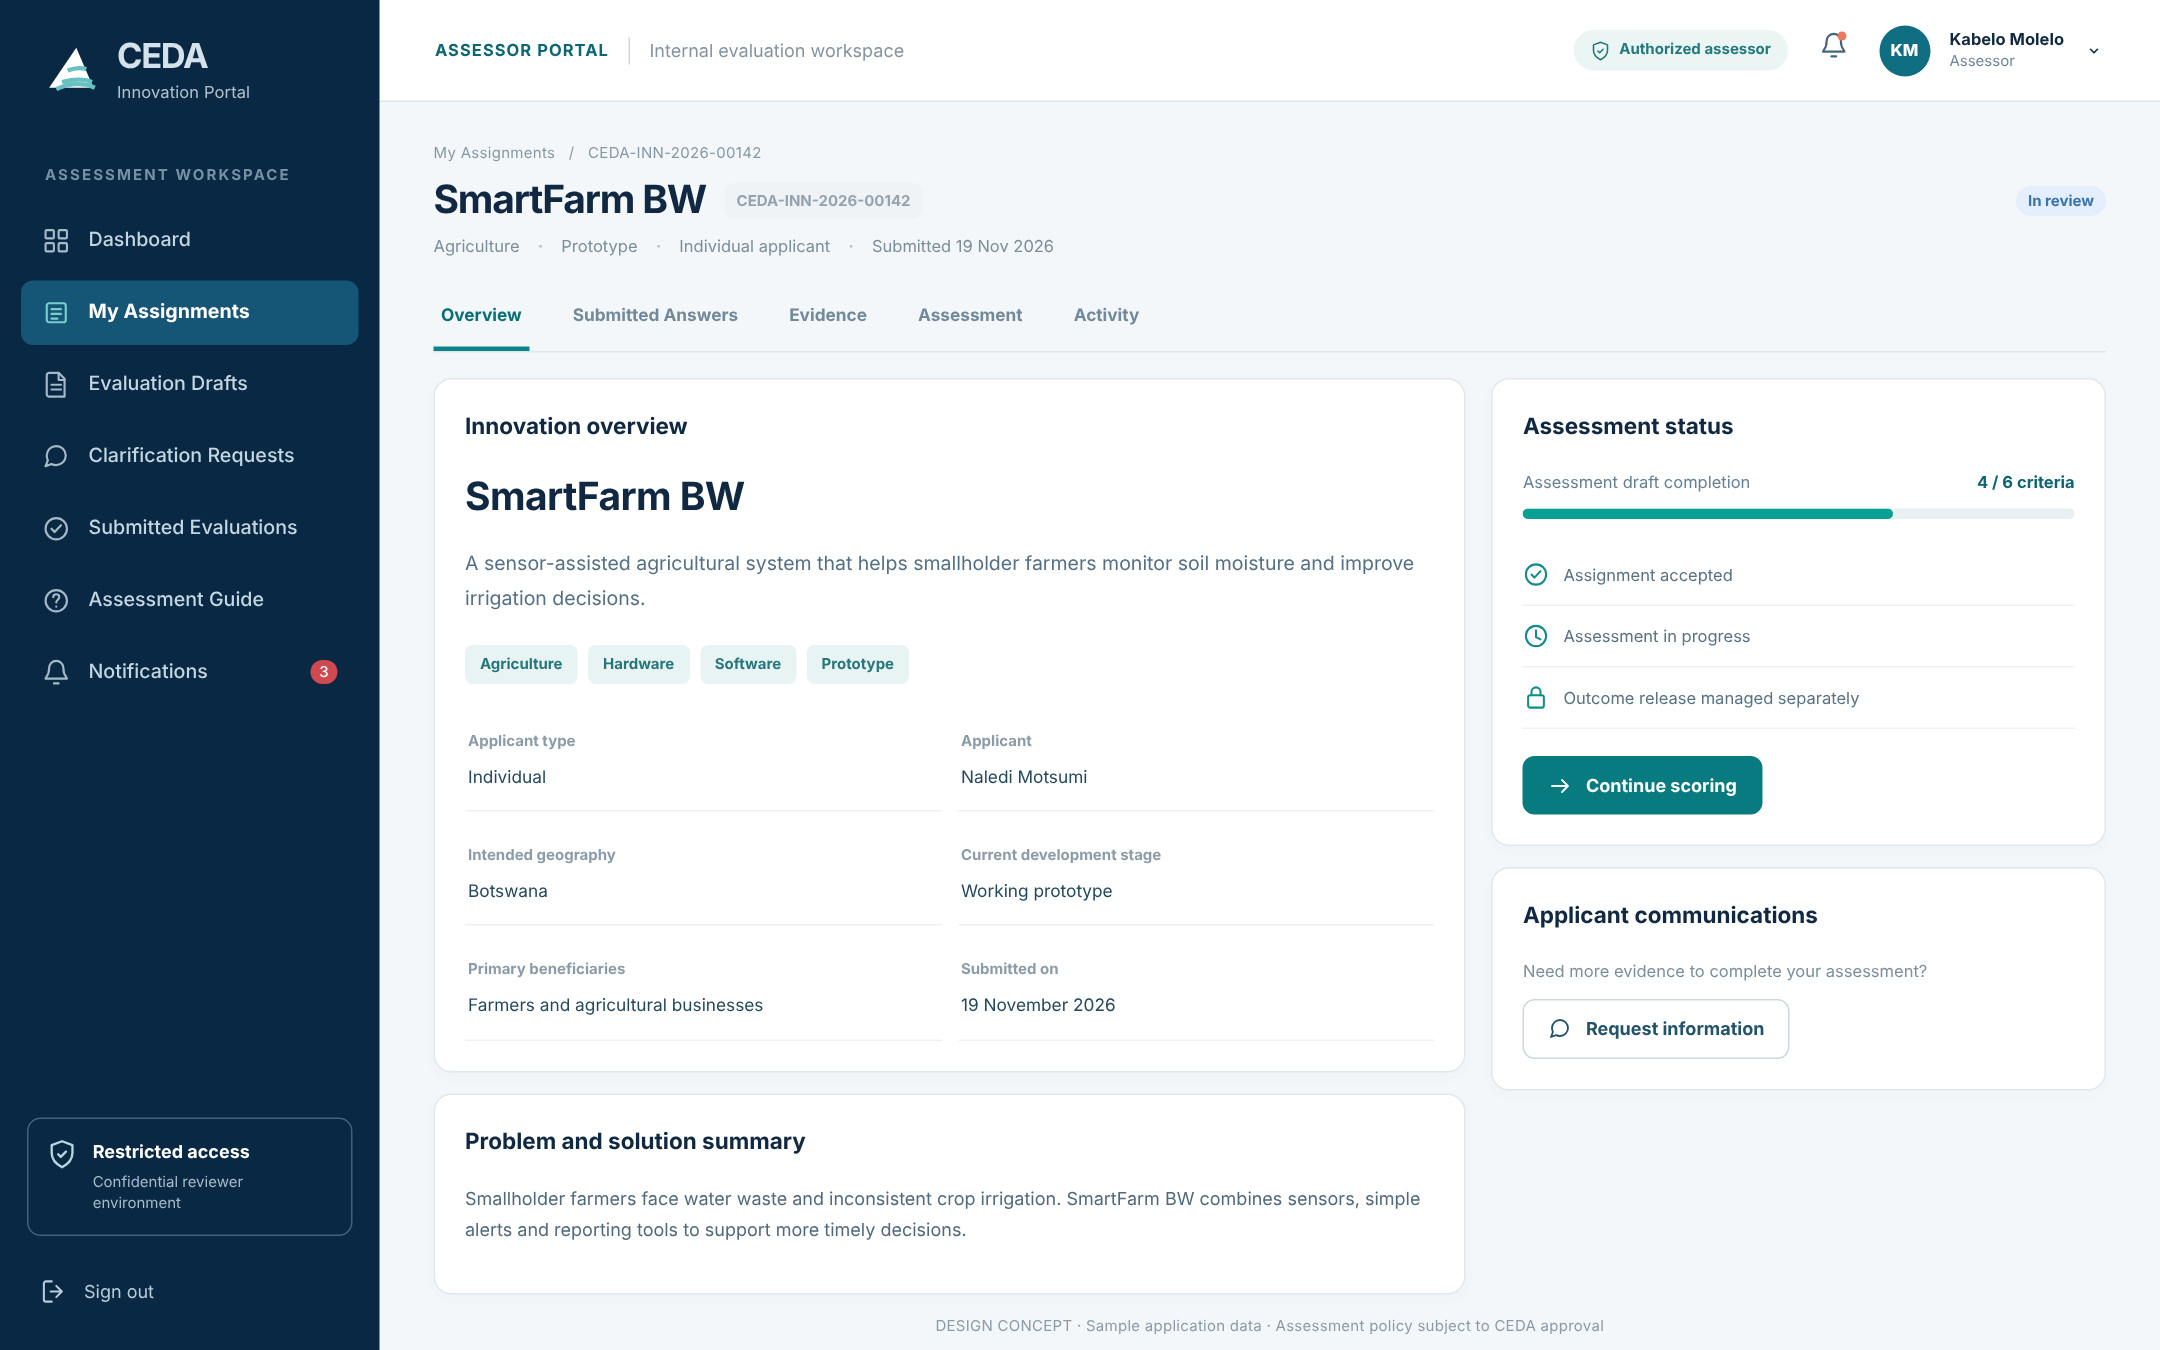 CEDA
Innovation Portal
ASSESSMENT WORKSPACE
Dashboard
My Assignments
Evaluation Drafts
Clarification Requests
Submitted Evaluations
Assessment Guide
Notifications 3
Restricted access
Confidential reviewer
environment
Sign out
ASSESSOR PORTAL Internal evaluation workspace
Authorized assessor
KM
Kabelo Molelo
Assessor
My Assignments / CEDA-INN-2026-00142
SmartFarm BW CEDA-INN-2026-00142
In review
Agriculture · Prototype · Individual applicant · Submitted 19 Nov 2026
Overview Submitted Answers Evidence Assessment Activity
Innovation overview
SmartFarm BW
A sensor-assisted agricultural system that helps smallholder farmers monitor soil moisture and improve
irrigation decisions.
Agriculture Hardware Software Prototype
Applicant type
Individual
Applicant
Naledi Motsumi
Intended geography
Botswana
Current development stage
Working prototype
Primary beneficiaries
Farmers and agricultural businesses
Submitted on
19 November 2026
Problem and solution summary
Smallholder farmers face water waste and inconsistent crop irrigation. SmartFarm BW combines sensors, simple
alerts and reporting tools to support more timely decisions.
Assessment status
Assessment draft completion 4 / 6 criteria
Assignment accepted
Assessment in progress
Outcome release managed separately
Continue scoring
Applicant communications
Need more evidence to complete your assessment?
Request information
DESIGN CONCEPT · Sample application data · Assessment policy subject to CEDA approval